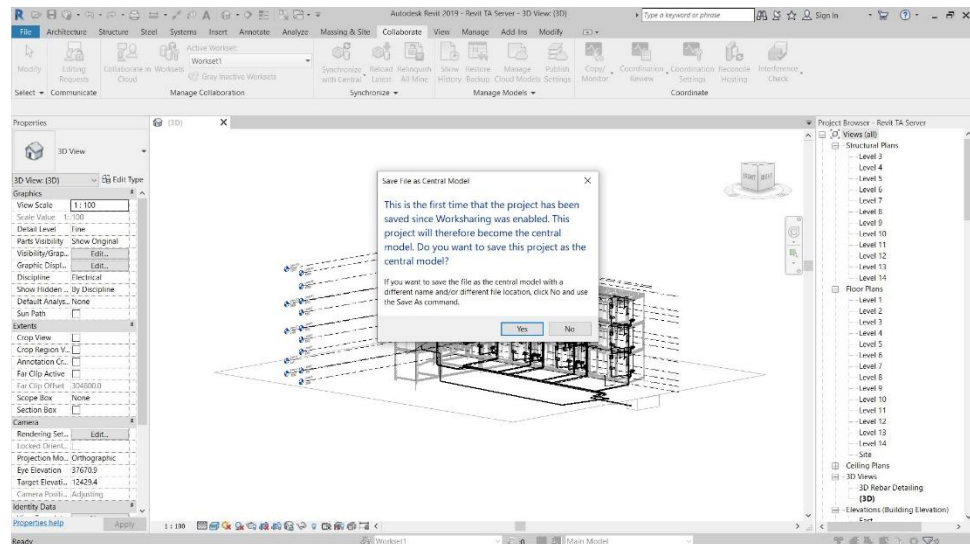 Autodesk Revit 2019 - Revit TA Server - 3D View: {3D}
Type a keyword or phrase
Sign In
File Architecture Structure Steel Systems Insert Annotate Analyze Massing & Site Collaborate View Manage Add-Ins Modify
Active Workset:
Workset1
Gray Inactive Worksets
Modify
Editing Requests
Collaborate in Cloud
Worksets
Synchronize with Central
Reload Latest
Relinquish All Mine
Show History
Restore Backup
Manage Cloud Models
Publish Settings
Copy/ Monitor
Coordination Review
Coordination Settings
Reconcile Hosting
Interference Check
Select Communicate Manage Collaboration Synchronize Manage Models Coordinate
Properties
3D View
3D View: {3D} Edit Type
Graphics
View Scale 1 : 100
Scale Value 1: 100
Detail Level Fine
Parts Visibility Show Original
Visibility/Grap... Edit...
Graphic Displ... Edit...
Discipline Electrical
Show Hidden ... By Discipline
Default Analys... None
Sun Path
Extents
Crop View
Crop Region V...
Annotation Cr...
Far Clip Active
Far Clip Offset 304800.0
Scope Box None
Section Box
Camera
Rendering Set... Edit...
Locked Orient...
Projection Mo... Orthographic
Eye Elevation 37670.9
Target Elevati... 12429.4
Camera Positi... Adjusting
Identity Data
Properties help Apply
Ready
{3D}
Save File as Central Model
This is the first time that the project has been
saved since Worksharing was enabled. This
project will therefore become the central
model. Do you want to save this project as the
central model?
If you want to save the file as the central model with a
different name and/or different file location, click No and use
the Save As command.
Yes No
1 : 100
Workset1
:0
Main Model
Project Browser - Revit TA Server
Views (all)
Structural Plans
Level 3
Level 4
Level 5
Level 6
Level 7
Level 8
Level 9
Level 10
Level 11
Level 12
Level 13
Level 14
Floor Plans
Level 1
Level 2
Level 3
Level 4
Level 5
Level 6
Level 7
Level 8
Level 9
Level 10
Level 11
Level 12
Level 13
Level 14
Site
Ceiling Plans
3D Views
3D Rebar Detailing
{3D}
Elevations (Building Elevation)
East